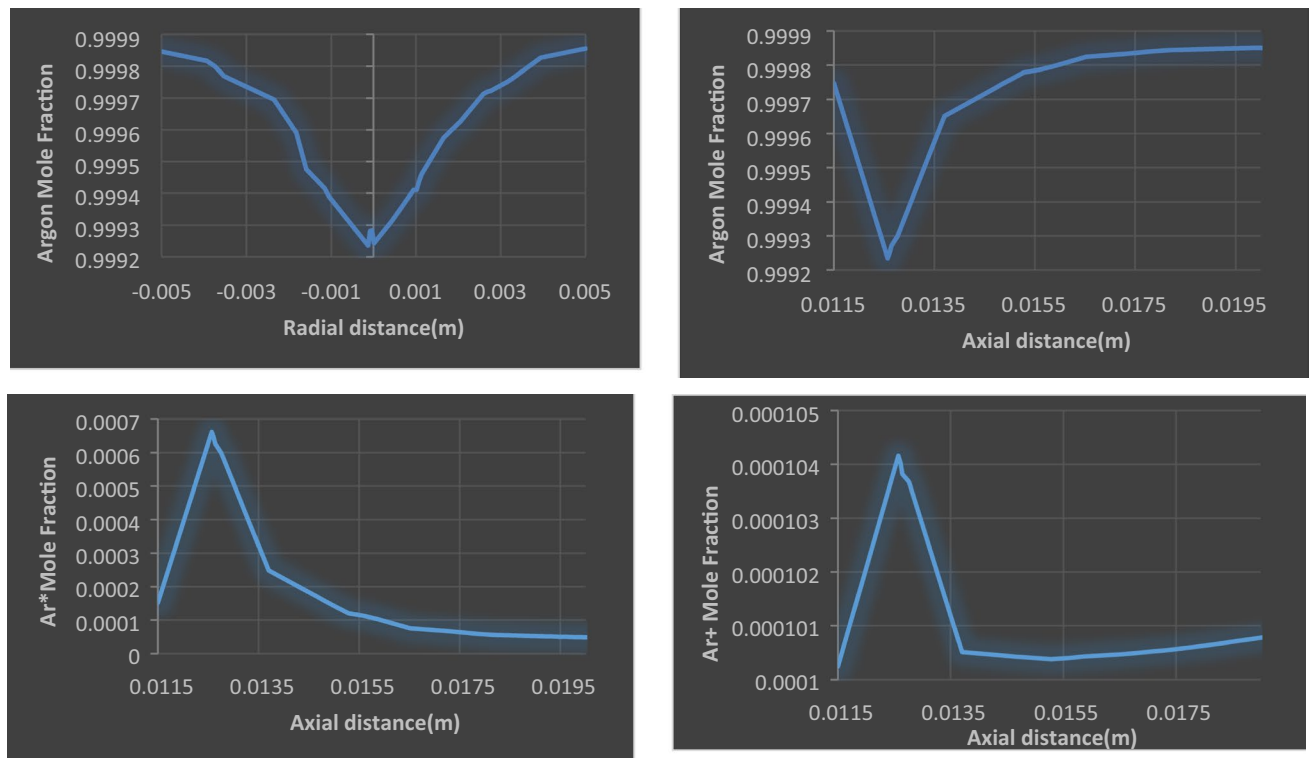 Argon Mole Fraction
0.9999
0.9998
0.9997
0.9996
0.9995
0.9994
0.9993
0.9992
-0.005 -0.003 -0.001 0.001 0.003 0.005
Radial distance(m)
Argon Mole Fraction
0.9999
0.9998
0.9997
0.9996
0.9995
0.9994
0.9993
0.9992
0.0115 0.0135 0.0155 0.0175 0.0195
Axial distance(m)
Ar*Mole Fraction
0.0007
0.0006
0.0005
0.0004
0.0003
0.0002
0.0001
0
0.0115 0.0135 0.0155 0.0175 0.0195
Axial distance(m)
Ar+ Mole Fraction
0.000105
0.000104
0.000103
0.000102
0.000101
0.0001
0.0115 0.0135 0.0155 0.0175
Axial distance(m)